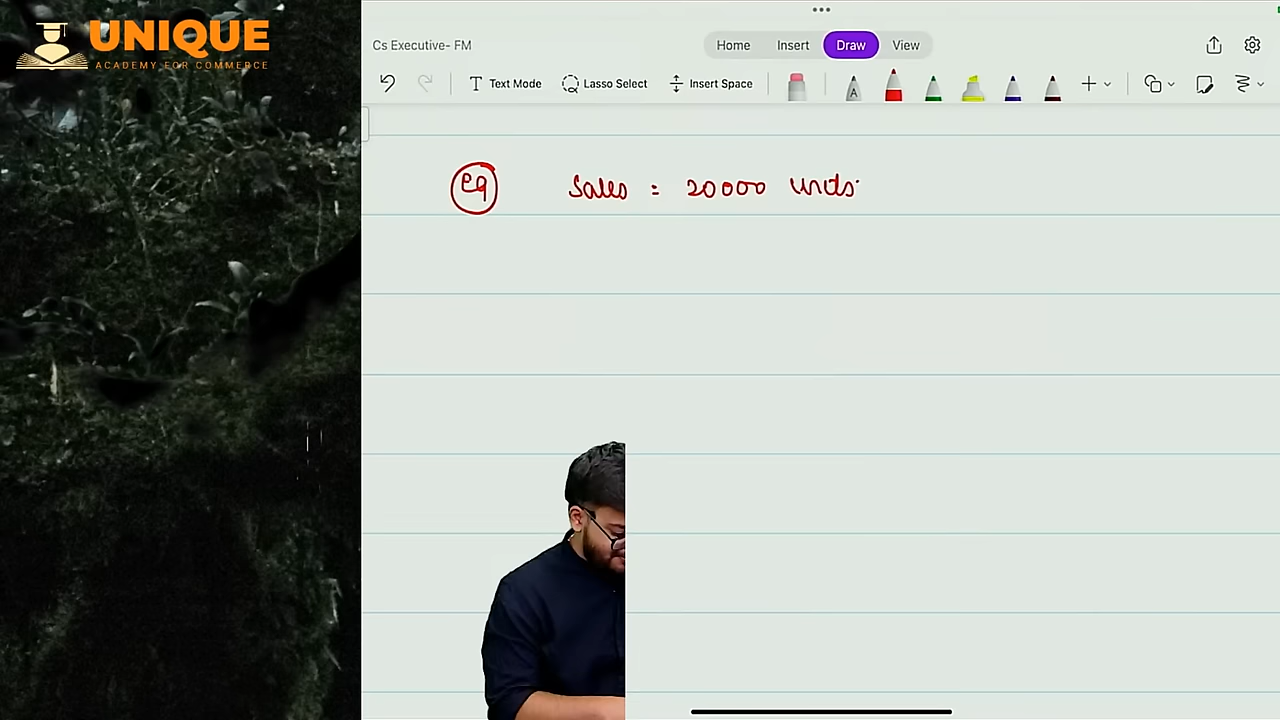 UNIQUE
ACADEMY FOR COMMERCE
Cs Executive- FM
Home Insert Draw View
Text Mode Lasso Select Insert Space A
eg Sales = 20000 units